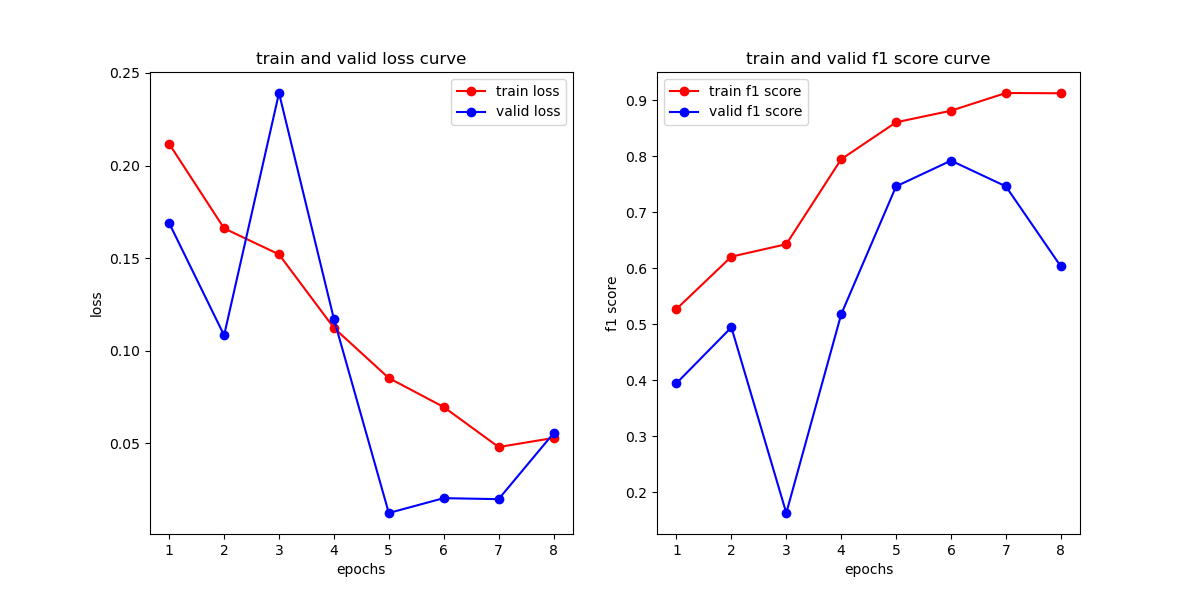 train and valid loss curve
train loss
valid loss
0.25
0.20
0.15
0.10
0.05
loss
1 2 3 4 5 6 7 8
epochs
train and valid f1 score curve
train f1 score
valid f1 score
0.9
0.8
0.7
0.6
0.5
0.4
0.3
0.2
f1 score
1 2 3 4 5 6 7 8
epochs